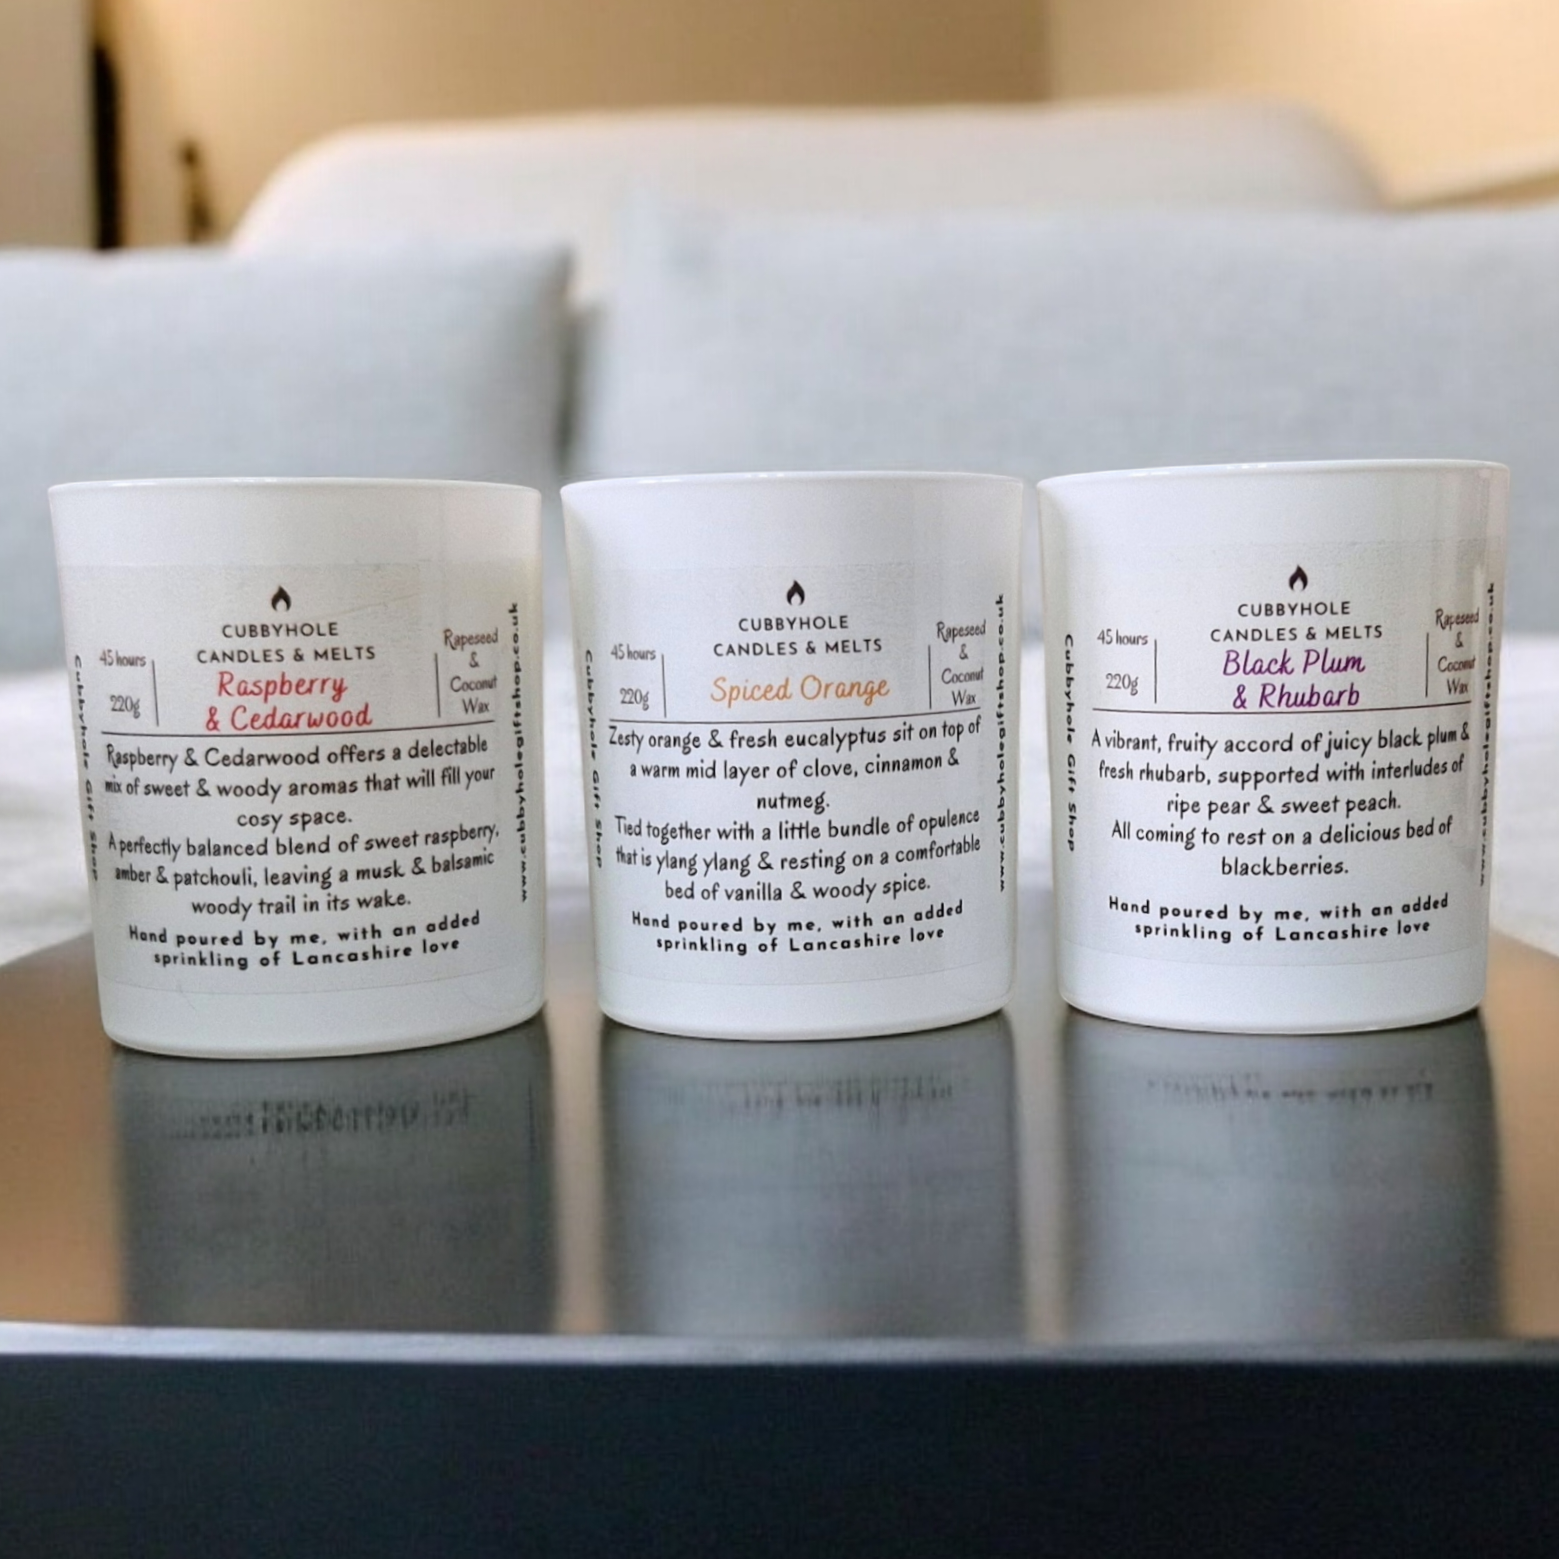 CUBBYHOLE
CANDLES & MELTS
45 hours
220g
Raspberry
& Cedarwood
Rapeseed
&
Coconut
Wax
Raspberry & Cedarwood offers a delectable
mix of sweet & woody aromas that will fill your
cosy space.
A perfectly balanced blend of sweet raspberry,
amber & patchouli, leaving a musk & balsamic
woody trail in its wake.
Hand poured by me, with an added
sprinkling of Lancashire love
Cubbyhole Gift Shop
www.cubbyholegiftshop.co.uk
CUBBYHOLE
CANDLES & MELTS
45 hours
220g
Spiced Orange
Rapeseed
&
Coconut
Wax
Zesty orange & fresh eucalyptus sit on top of
a warm mid layer of clove, cinnamon &
nutmeg.
Tied together with a little bundle of opulence
that is ylang ylang & resting on a comfortable
bed of vanilla & woody spice.
Hand poured by me, with an added
sprinkling of Lancashire love
Cubbyhole Gift Shop
www.cubbyholegiftshop.co.uk
CUBBYHOLE
CANDLES & MELTS
45 hours
220g
Black Plum
& Rhubarb
Rapeseed
&
Coconut
Wax
A vibrant, fruity accord of juicy black plum &
fresh rhubarb, supported with interludes of
ripe pear & sweet peach.
All coming to rest on a delicious bed of
blackberries.
Hand poured by me, with an added
sprinkling of Lancashire love
Cubbyhole Gift Shop
www.cubbyholegiftshop.co.uk